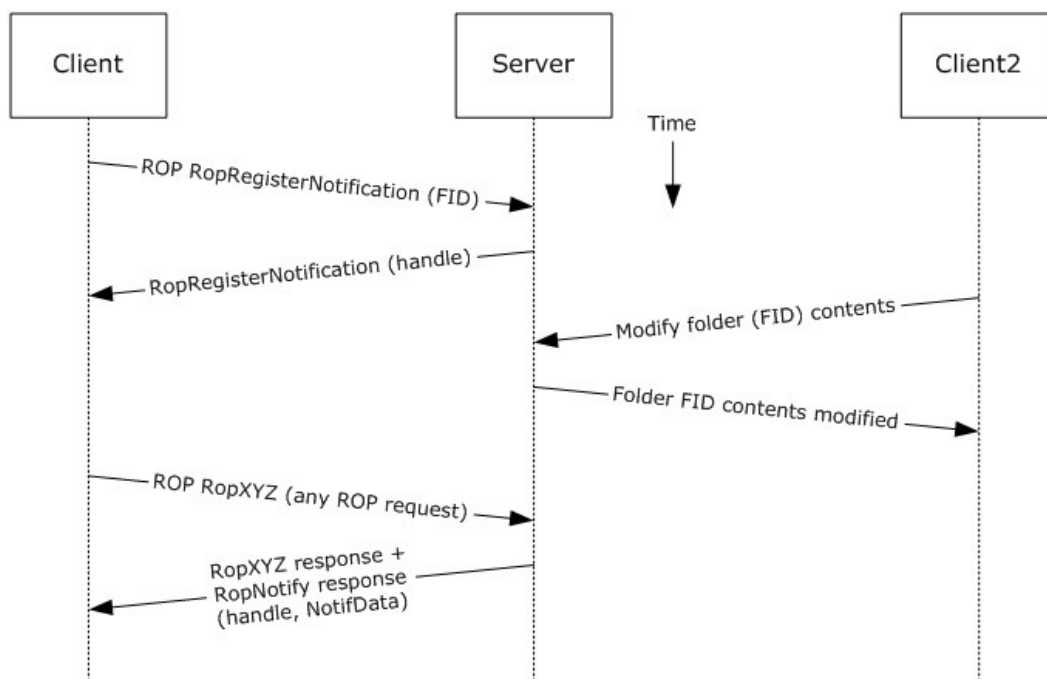 Client
Server
Client2
Time
ROP RopRegisterNotification (FID)
RopRegisterNotification (handle)
Modify folder (FID) contents
Folder FID contents modified
ROP RopXYZ (any ROP request)
RopXYZ response +
RopNotify response
(handle, NotifData)